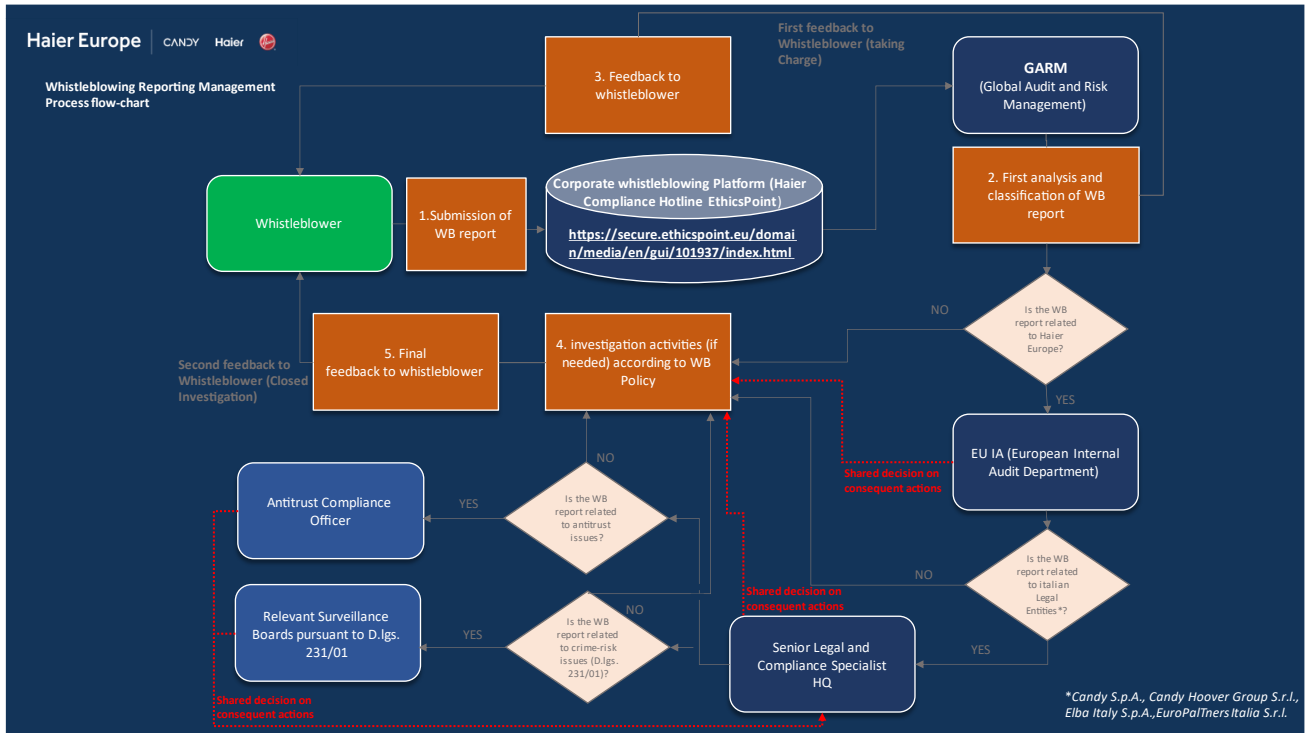 Haier Europe
CANDY
Haier
Hoover
First feedback to
Whistleblower (taking
Charge)
Whistleblowing Reporting Management
Process flow-chart
3. Feedback to
whistleblower
GARM
(Global Audit and Risk
Management)
Whistleblower
1.Submission of
WB report
Corporate whistleblowing Platform (Haier
Compliance Hotline EthicsPoint)
https://secure.ethicspoint.eu/domai
n/media/en/gui/101937/index.html
2. First analysis and
classification of WB
report
NO
Is the WB
report related
to Haier
Europe?
YES
Second feedback to
Whistleblower (Closed
Investigation)
5. Final
feedback to whistleblower
4. investigation activities (if
needed) according to WB
Policy
EU IA (European Internal
Audit Department)
Shared decision on
consequent actions
NO
Antitrust Compliance
Officer
YES
Is the WB
report related
to antitrust
issues?
NO
Is the WB
report related
to italian
Legal
Entities*?
YES
Shared decision on
consequent actions
Relevant Surveillance
Boards pursuant to D.lgs.
231/01
YES
NO
Is the WB
report related
to crime-risk
issues (D.lgs.
231/01)?
Senior Legal and
Compliance Specialist
HQ
Shared decision on
consequent actions
*Candy S.p.A., Candy Hoover Group S.r.l.,
Elba Italy S.p.A.,EuroPalTners Italia S.r.l.